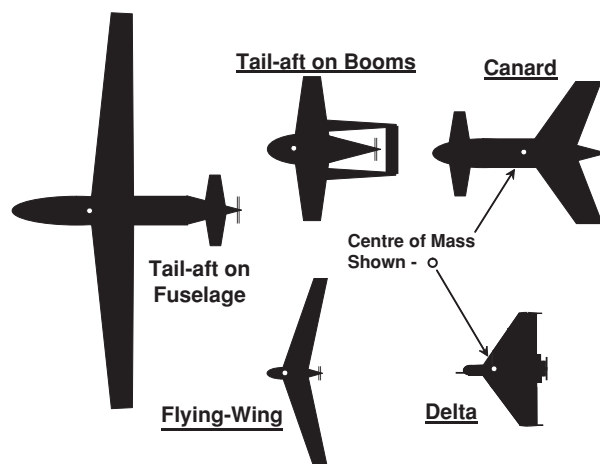 Tail-aft on Booms
Canard
Centre of Mass
Shown -
Tail-aft on
Fuselage
Flying-Wing
Delta